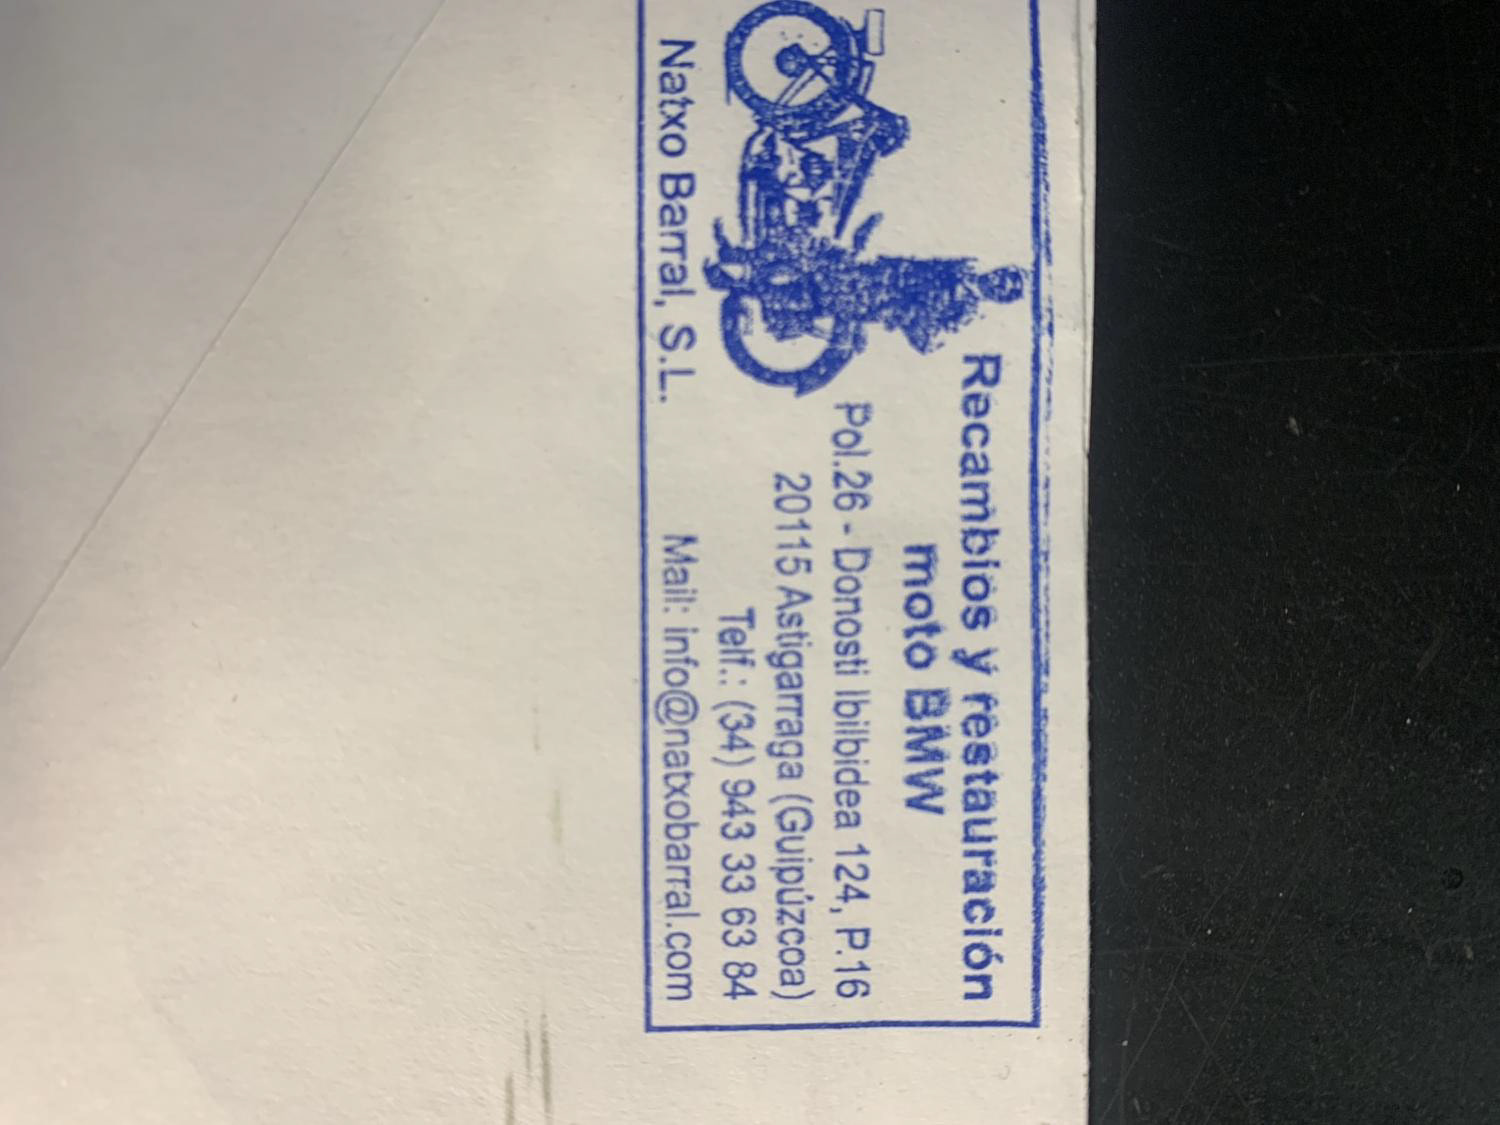 Recambios y restauración
moto BMW
Pol.26 - Donosti Ibilbidea 124, P.16
20115 Astigarraga (Guipúzcoa)
Telf.: (34) 943 33 63 84
Natxo Barral, S.L. Mail: info@natxobarral.com